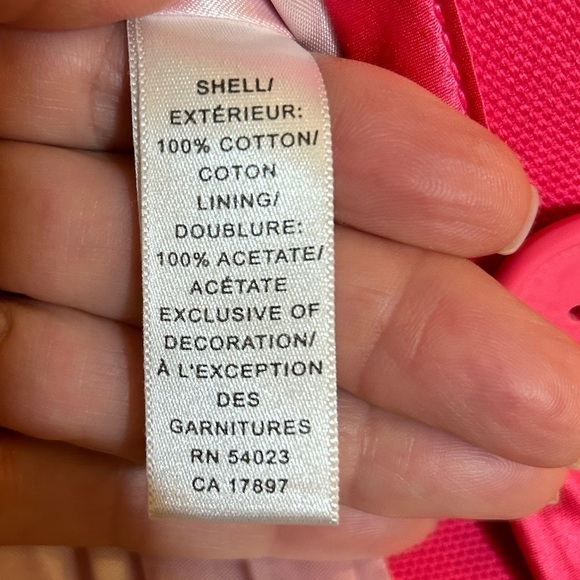 SHELL/
EXTÉRIEUR:
100% COTTON/
COTON
LINING/
DOUBLURE:
100% ACETATE/
ACÉTATE
EXCLUSIVE OF
DECORATION/
À L'EXCEPTION
DES
GARNITURES
RN 54023
CA 17897